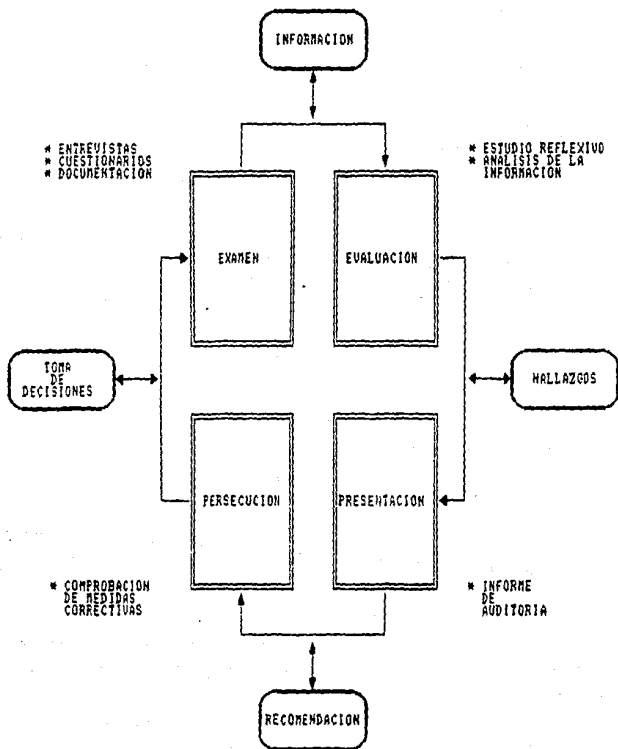 INFORMACION
* ENTREVISTAS
* CUESTIONARIOS
* DOCUMENTACION
* ESTUDIO REFLEXIVO
* ANALISIS DE LA
INFORMACION
EXAMEN
EVALUACION
TOMA
DE
DECISIONES
HALLAZGOS
PERSECUCION
PRESENTACION
* COMPROBACION
DE MEDIDAS
CORRECTIVAS
* INFORME
DE
AUDITORIA
RECOMENDACION